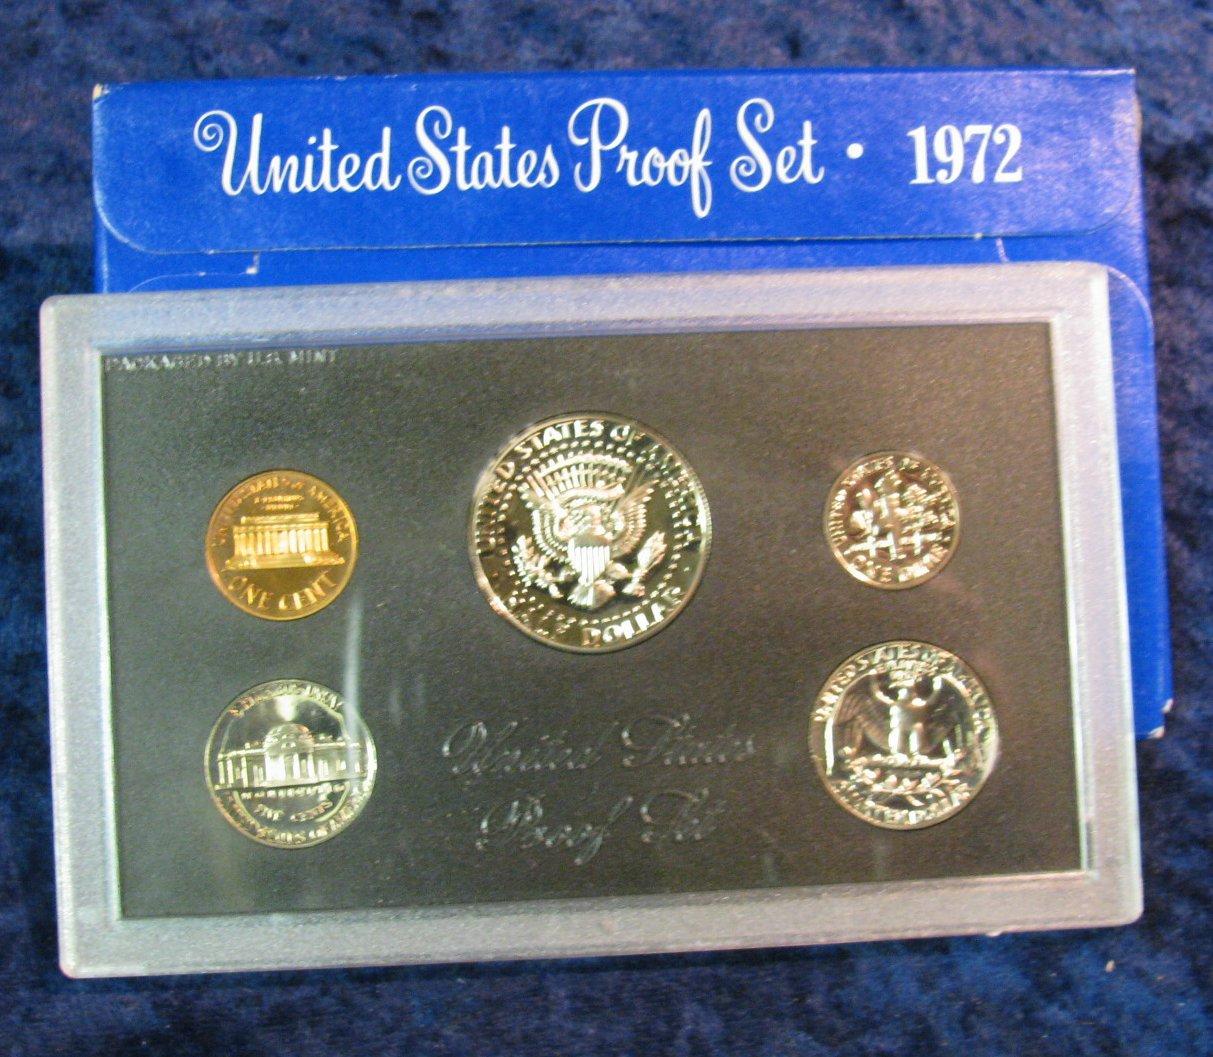 United States Proof Set · 1972
PACKAGED BY U.S. MINT
UNITED STATES OF AMERICA
ONE CENT
UNITED STATES OF AMERICA
HALF DOLLAR
UNITED STATES OF AMERICA
ONE DIME
FIVE CENTS
OF AMERICA
UNITED STATES OF AMERICA
QUARTER DOLLAR
United States
Proof Set